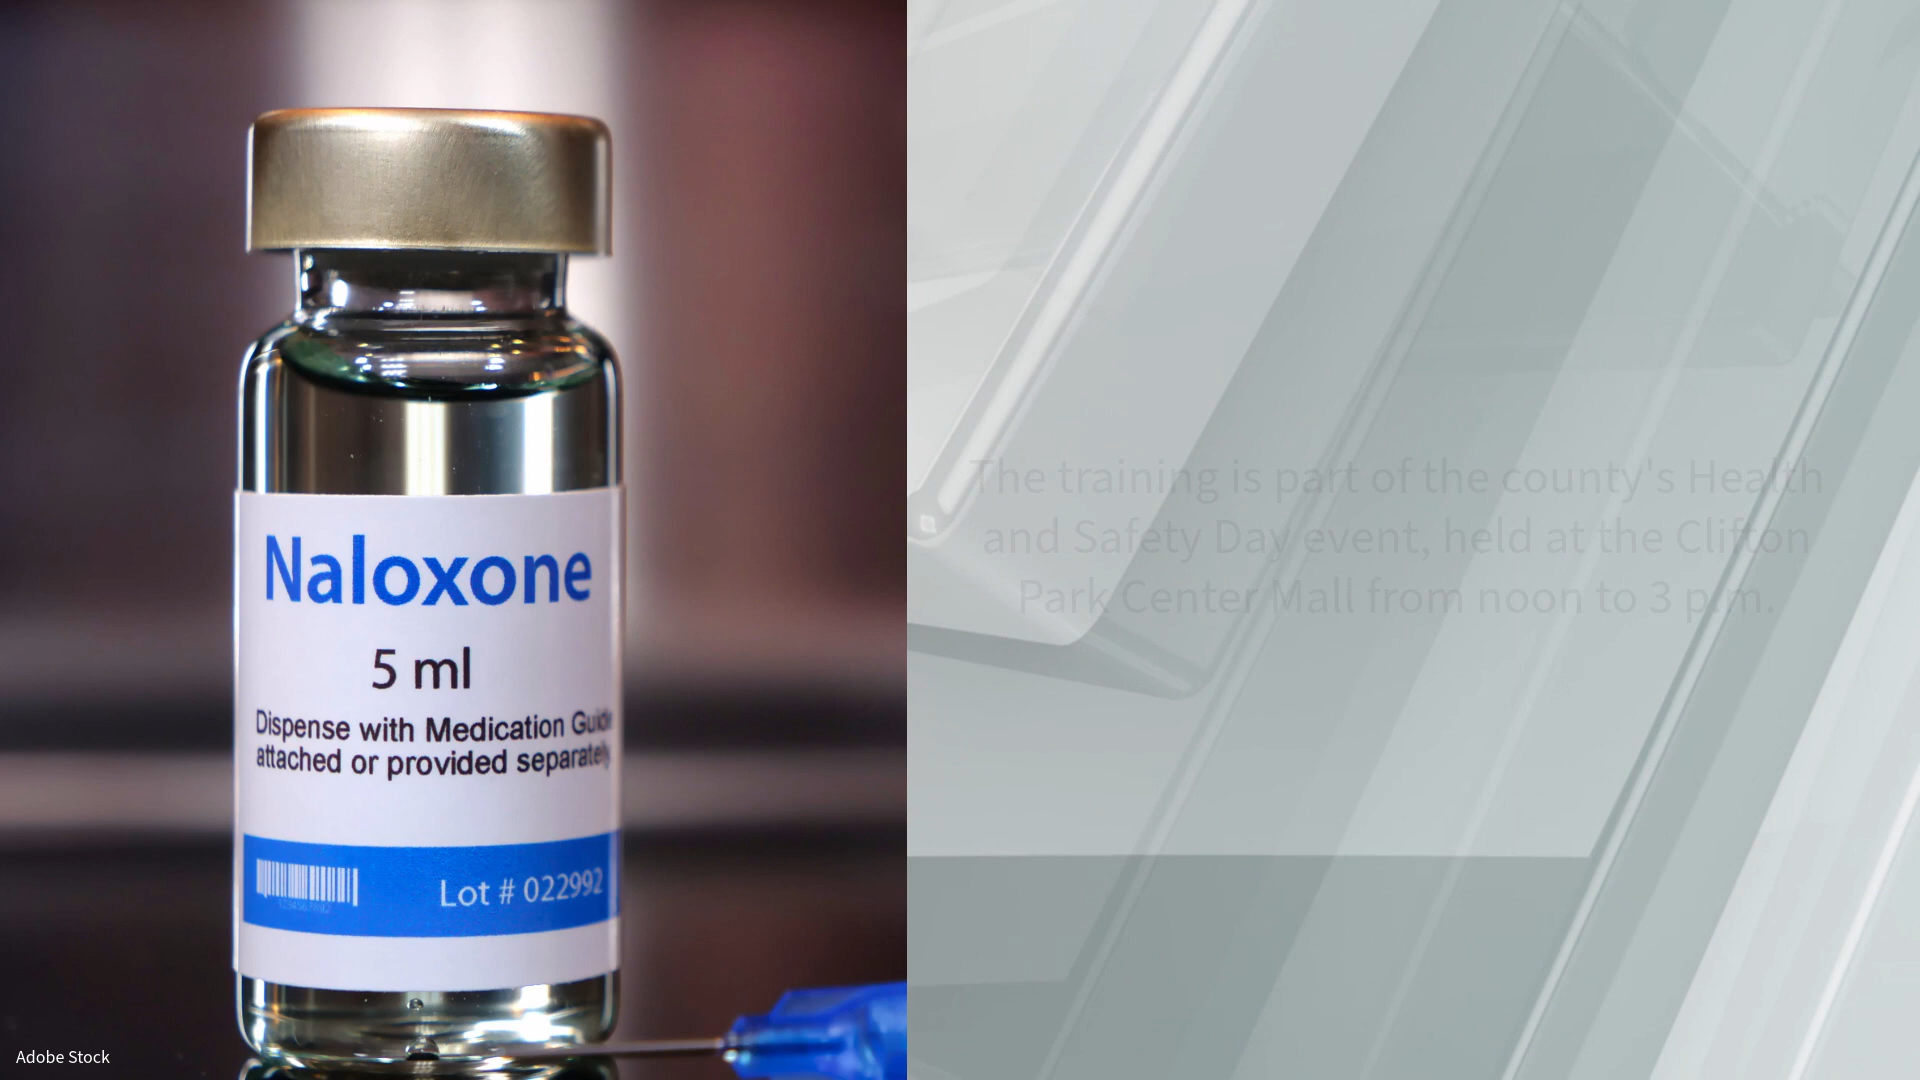 Naloxone
5 ml
Dispense with Medication Guide
attached or provided separately.
Lot # 022992
Adobe Stock
The training is part of the county's Health
and Safety Day event, held at the Clifton
Park Center Mall from noon to 3 p.m.